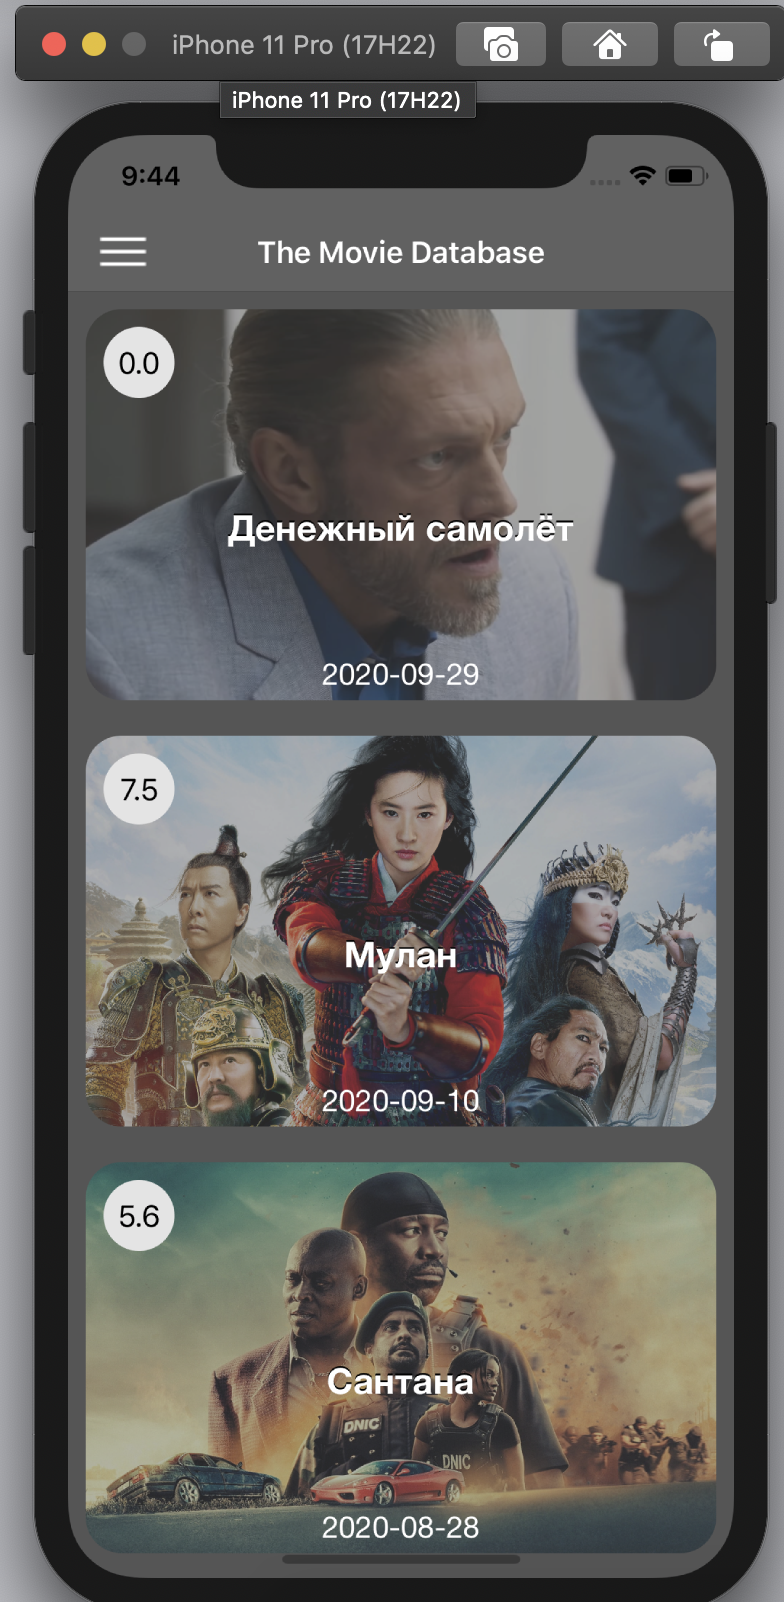 iPhone 11 Pro (17H22)
iPhone 11 Pro (17H22)
9:44
The Movie Database
0.0
Денежный самолёт
2020-09-29
7.5
Мулан
2020-09-10
5.6
Сантана
DNIC
DNIC
2020-08-28